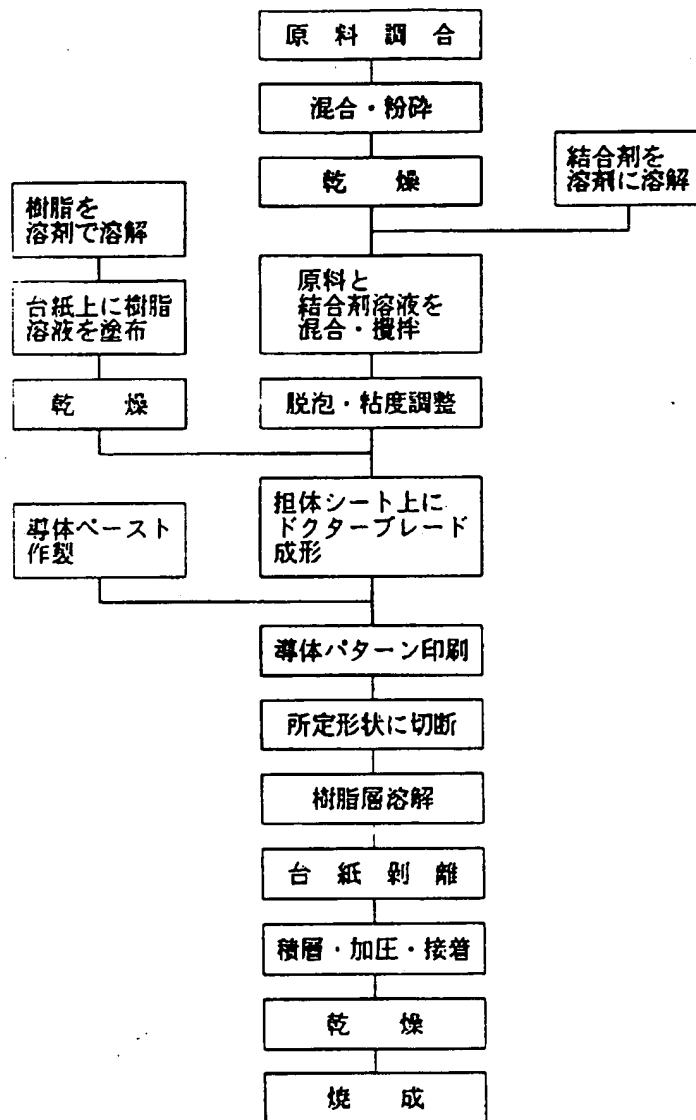 原料調合
混合・粉砕
乾燥
結合剤を
溶剤に溶解
樹脂を
溶剤で溶解
台紙上に樹脂
溶液を塗布
乾燥
原料と
結合剤溶液を
混合・攪拌
脱泡・粘度調整
担体シート上に
ドクターブレード
成形
導体ペースト
作製
導体パターン印刷
所定形状に切断
樹脂層溶解
台紙剝離
積層・加圧・接着
乾燥
焼成